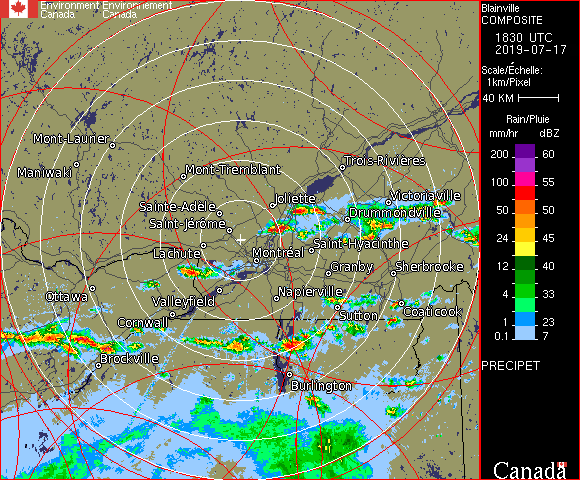 Environment Environnement
Canada Canada
Blainville
COMPOSITE
1830 UTC
2019-07-17
Scale/Échelle:
1km/Pixel
40 KM
Rain/Pluie
mm/hr dBZ
200 60
100 55
50 50
24 45
12 40
4 33
1 23
0.1 7
PRECIPET
Mont-Laurier
Maniwaki
Mont-Tremblant
Trois-Rivières
Joliette
Victoriaville
Sainte-Adele
Drummondville
Saint-Jérôme
Saint-Hyacinthe
Lachute
Montréal
Granby
Sherbrooke
Ottawa
Valleyfield
Napierville
Coaticook
Cornwall
Sutton
Brockville
Burlington
Canada